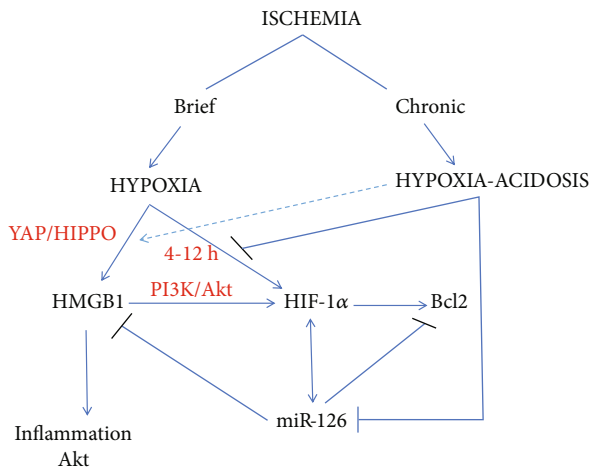 ISCHEMIA
Brief
Chronic
HYPOXIA
HYPOXIA-ACIDOSIS
YAP/HIPPO
4-12 h
PI3K/Akt
HMGB1
HIF-1α
Bcl2
miR-126
Inflammation
Akt